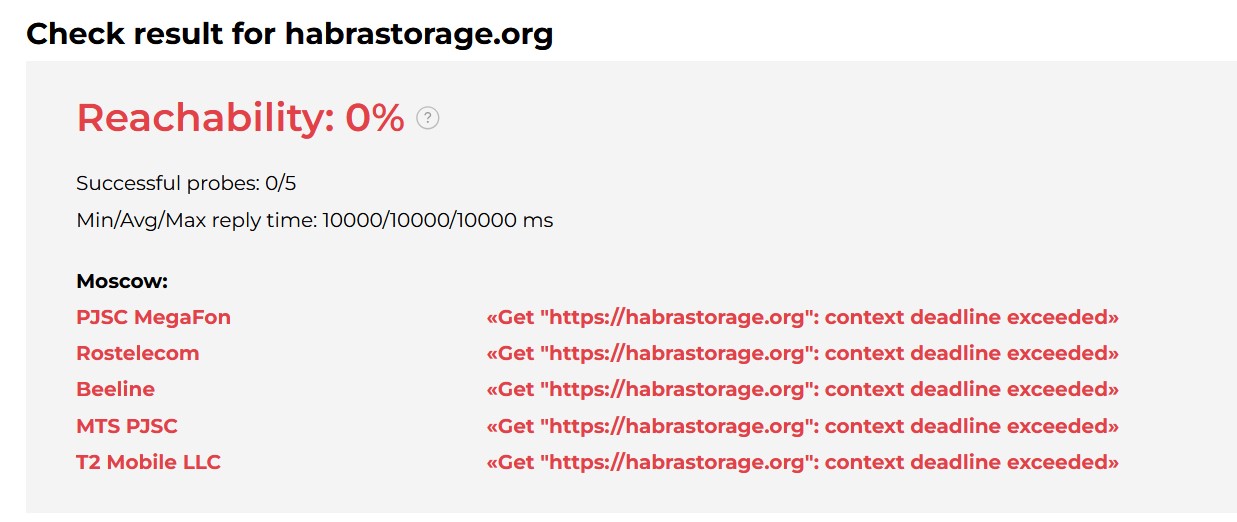 Check result for habrastorage.org
Reachability: 0% ?
Successful probes: 0/5
Min/Avg/Max reply time: 10000/10000/10000 ms
Moscow:
PJSC MegaFon «Get "https://habrastorage.org": context deadline exceeded»
Rostelecom «Get "https://habrastorage.org": context deadline exceeded»
Beeline «Get "https://habrastorage.org": context deadline exceeded»
MTS PJSC «Get "https://habrastorage.org": context deadline exceeded»
T2 Mobile LLC «Get "https://habrastorage.org": context deadline exceeded»